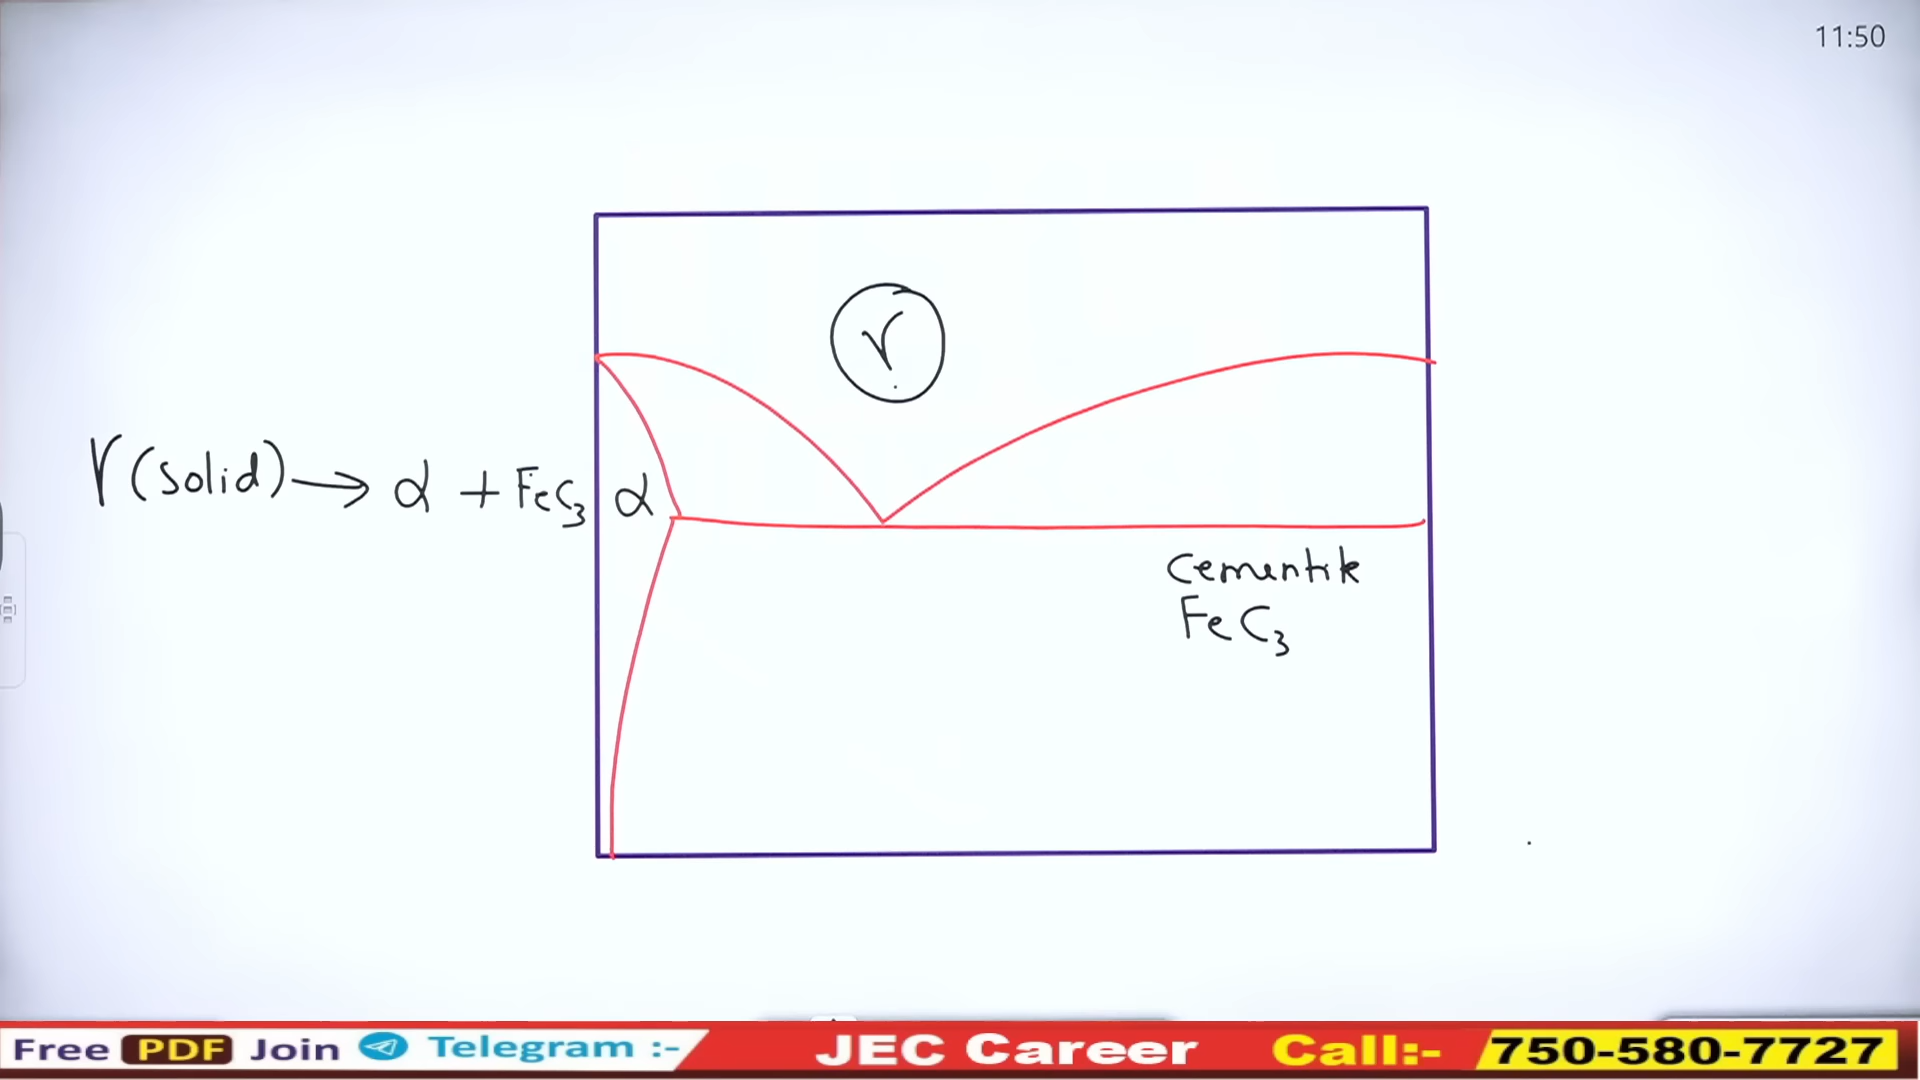 11:50
γ
γ(solid) → α + FeC₃
α
Cementite
FeC₃
Free PDF Join Telegram :- JEC Career Call:- 750-580-7727